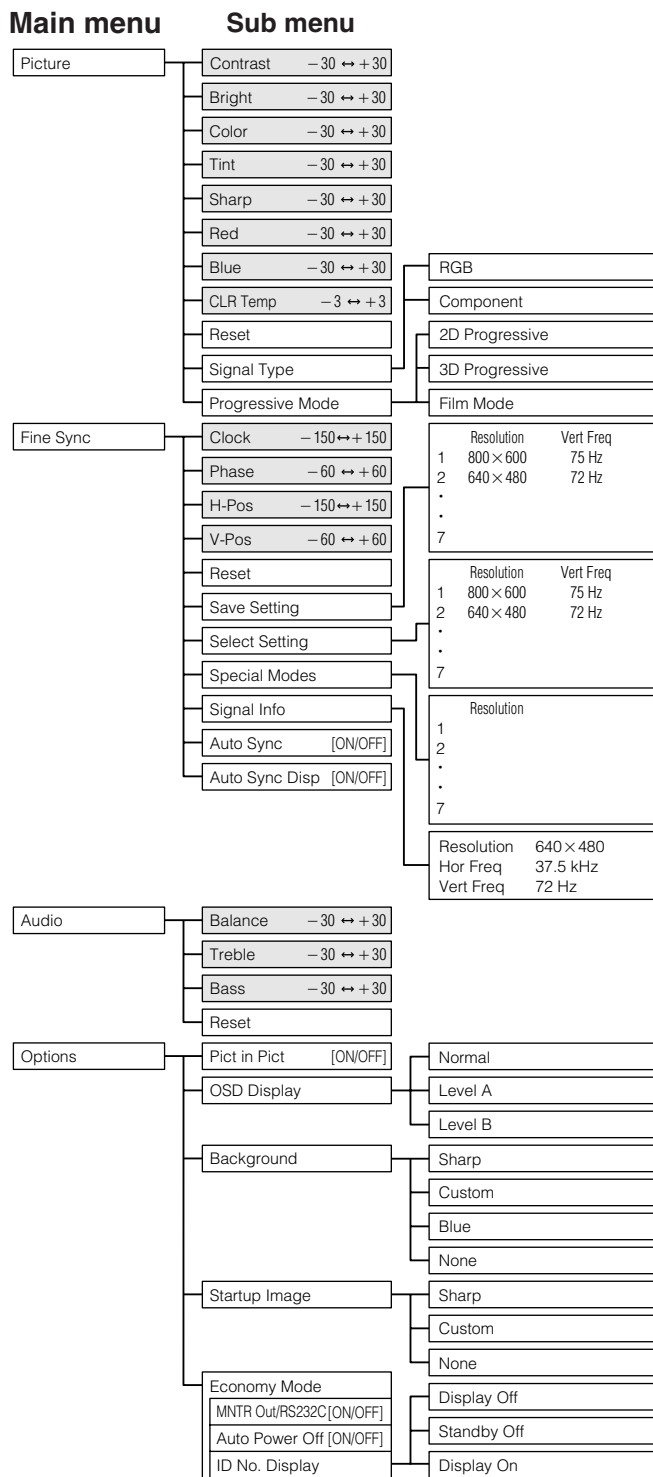 Main menu
Sub menu
Picture
Contrast −30 ↔ +30
Bright −30 ↔ +30
Color −30 ↔ +30
Tint −30 ↔ +30
Sharp −30 ↔ +30
Red −30 ↔ +30
Blue −30 ↔ +30
CLR Temp −3 ↔ +3
Reset
Signal Type
RGB
Component
Progressive Mode
2D Progressive
3D Progressive
Film Mode
Fine Sync
Clock −150↔+150
Phase −60 ↔ +60
H-Pos −150↔+150
V-Pos −60 ↔ +60
Reset
Save Setting
Resolution Vert Freq
1 800×600 75 Hz
2 640×480 72 Hz
•
•
7
Select Setting
Resolution Vert Freq
1 800×600 75 Hz
2 640×480 72 Hz
•
•
7
Special Modes
Resolution
1
2
•
•
7
Signal Info
Resolution 640×480
Hor Freq 37.5 kHz
Vert Freq 72 Hz
Auto Sync [ON/OFF]
Auto Sync Disp [ON/OFF]
Audio
Balance −30 ↔ +30
Treble −30 ↔ +30
Bass −30 ↔ +30
Reset
Options
Pict in Pict [ON/OFF]
OSD Display
Normal
Level A
Level B
Background
Sharp
Custom
Blue
None
Startup Image
Sharp
Custom
None
Economy Mode
MNTR Out/RS232C[ON/OFF]
Auto Power Off [ON/OFF]
ID No. Display
Display Off
Standby Off
Display On